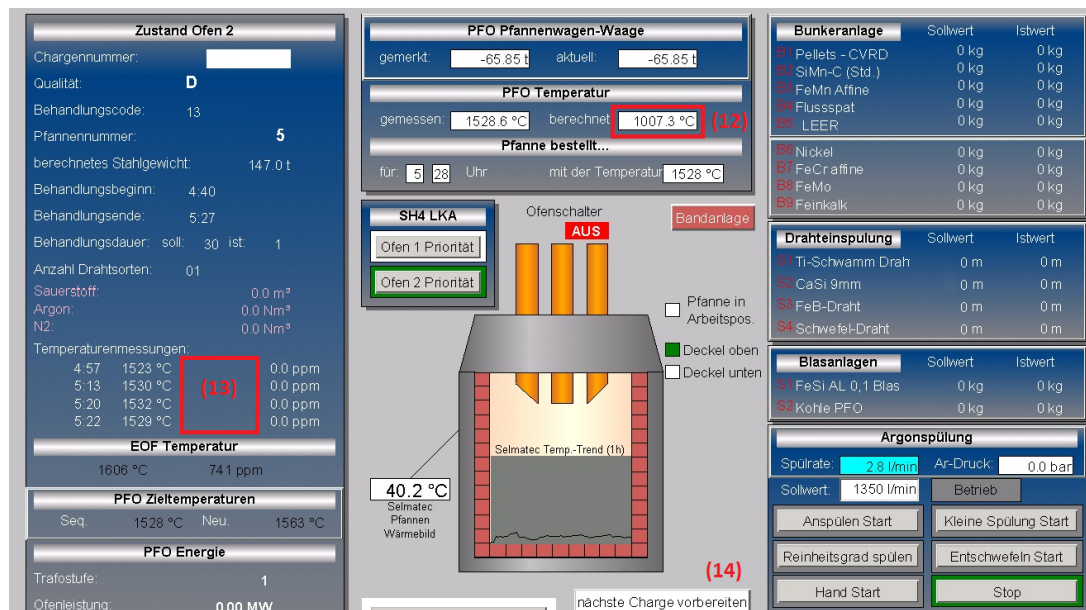 Zustand Ofen 2
Chargennummer:
Qualität: D
Behandlungscode: 13
Pfannennummer: 5
berechnetes Stahlgewicht: 147.0 t
Behandlungsbeginn: 4:40
Behandlungsende: 5:27
Behandlungsdauer: soll: 30 ist: 1
Anzahl Drahtsorten: 01
Sauerstoff: 0.0 m³
Argon: 0.0 Nm³
N2: 0.0 Nm³
Temperaturenmessungen:
4:57 1523 °C 0.0 ppm
5:13 1530 °C 0.0 ppm
(13)
5:20 1532 °C 0.0 ppm
5:22 1529 °C 0.0 ppm
EOF Temperatur
1606 °C 741 ppm
PFO Zieltemperaturen
Seq. 1528 °C Neu. 1563 °C
PFO Energie
Trafostufe: 1
Ofenleistung: 0.00 MW
PFO Pfannenwagen-Waage
gemerkt: -65.85 t aktuell: -65.85 t
PFO Temperatur
gemessen: 1528.6 °C berechnet 1007.3 °C (12)
Pfanne bestellt...
für: 5 28 Uhr mit der Temperatur 1528 °C
SH4 LKA
Ofen 1 Priorität
Ofen 2 Priorität
Ofenschalter
AUS
Bandanlage
Pfanne in
Arbeitspos.
Deckel oben
Deckel unten
Selmatec Temp.-Trend (1h)
40.2 °C
Selmatec
Pfannen
Wärmebild
(14)
nächste Charge vorbereiten
Bunkeranlage Sollwert Istwert
B1 Pellets - CVRD 0 kg 0 kg
B2 SiMn-C (Std.) 0 kg 0 kg
B3 FeMn Affine 0 kg 0 kg
B4 Flussspat 0 kg 0 kg
B5 LEER 0 kg 0 kg
B6 Nickel 0 kg 0 kg
B7 FeCr affine 0 kg 0 kg
B8 FeMo 0 kg 0 kg
B9 Feinkalk 0 kg 0 kg
Drahteinspulung Sollwert Istwert
S1 Ti-Schwamm Drah 0 m 0 m
S2 CaSi 9mm 0 m 0 m
S3 FeB-Draht 0 m 0 m
S4 Schwefel-Draht 0 m 0 m
Blasanlagen Sollwert Istwert
S1 FeSi AL 0,1 Blas 0 kg 0 kg
S2 Kohle PFO 0 kg 0 kg
Argonspülung
Spülrate: 2.8 l/min Ar-Druck: 0.0 bar
Sollwert: 1350 l/min Betrieb
Anspülen Start Kleine Spülung Start
Reinheitsgrad spülen Entschwefeln Start
Hand Start Stop